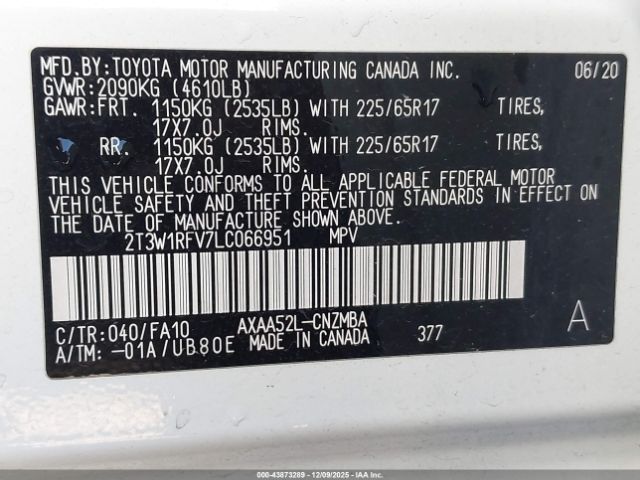 MFD.BY:TOYOTA MOTOR MANUFACTURING CANADA INC. 06/20
GVWR:2090KG (4610LB)
GAWR:FRT. 1150KG (2535LB) WITH 225/65R17 TIRES,
17X7.0J RIMS.
RR. 1150KG (2535LB) WITH 225/65R17 TIRES,
17X7.0J RIMS.
THIS VEHICLE CONFORMS TO ALL APPLICABLE FEDERAL MOTOR
VEHICLE SAFETY AND THEFT PREVENTION STANDARDS IN EFFECT ON
THE DATE OF MANUFACTURE SHOWN ABOVE.
2T3W1RFV7LC066951 MPV
C/TR:040/FA10 AXAA52L-CNZMBA A
A/TM: -01A/UB80E MADE IN CANADA 377
000-43873289 - 12/09/2025 - IAAI.COM